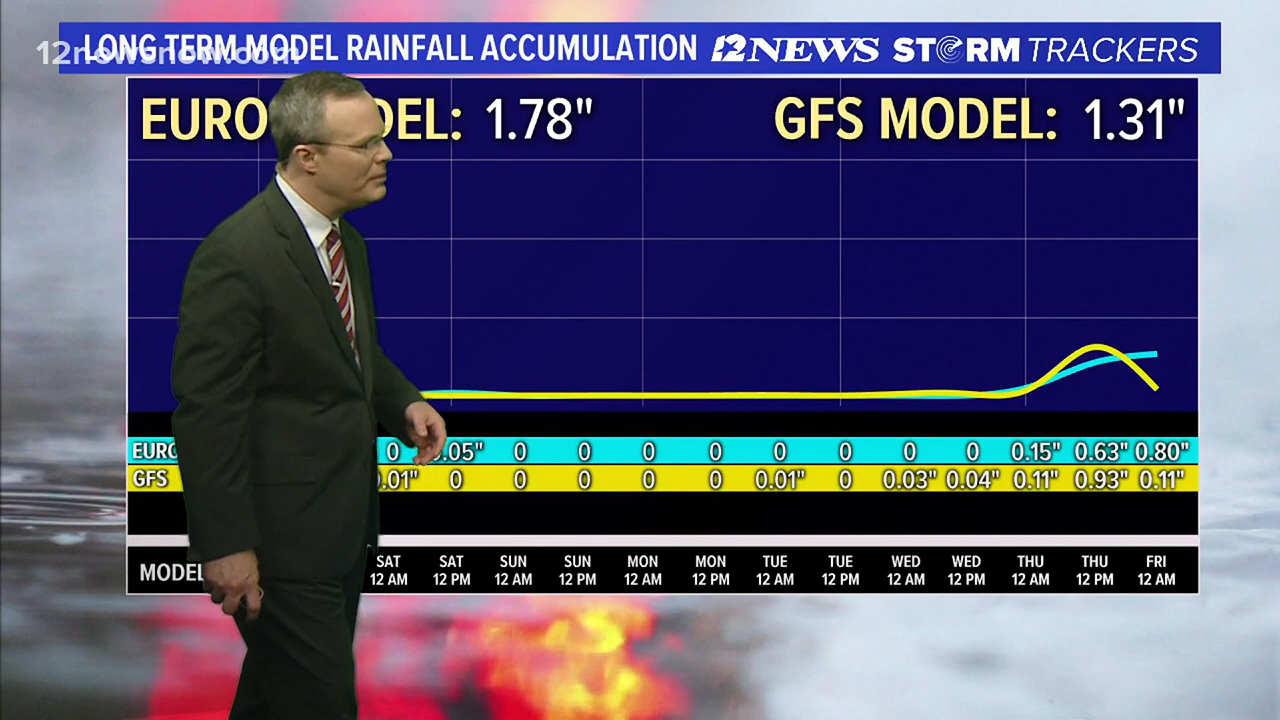 12newsnow.com
LONG TERM MODEL RAINFALL ACCUMULATION 12NEWS STORM TRACKERS
EURO DEL: 1.78" GFS MODEL: 1.31"
EURO 0 .05" 0 0 0 0 0 0 0 0 0.15" 0.63" 0.80"
GFS .01" 0 0 0 0 0 0.01" 0 0.03" 0.04" 0.11" 0.93" 0.11"
MODEL SAT SAT SUN SUN MON MON TUE TUE WED WED THU THU FRI
12 AM 12 PM 12 AM 12 PM 12 AM 12 PM 12 AM 12 PM 12 AM 12 PM 12 AM 12 PM 12 AM